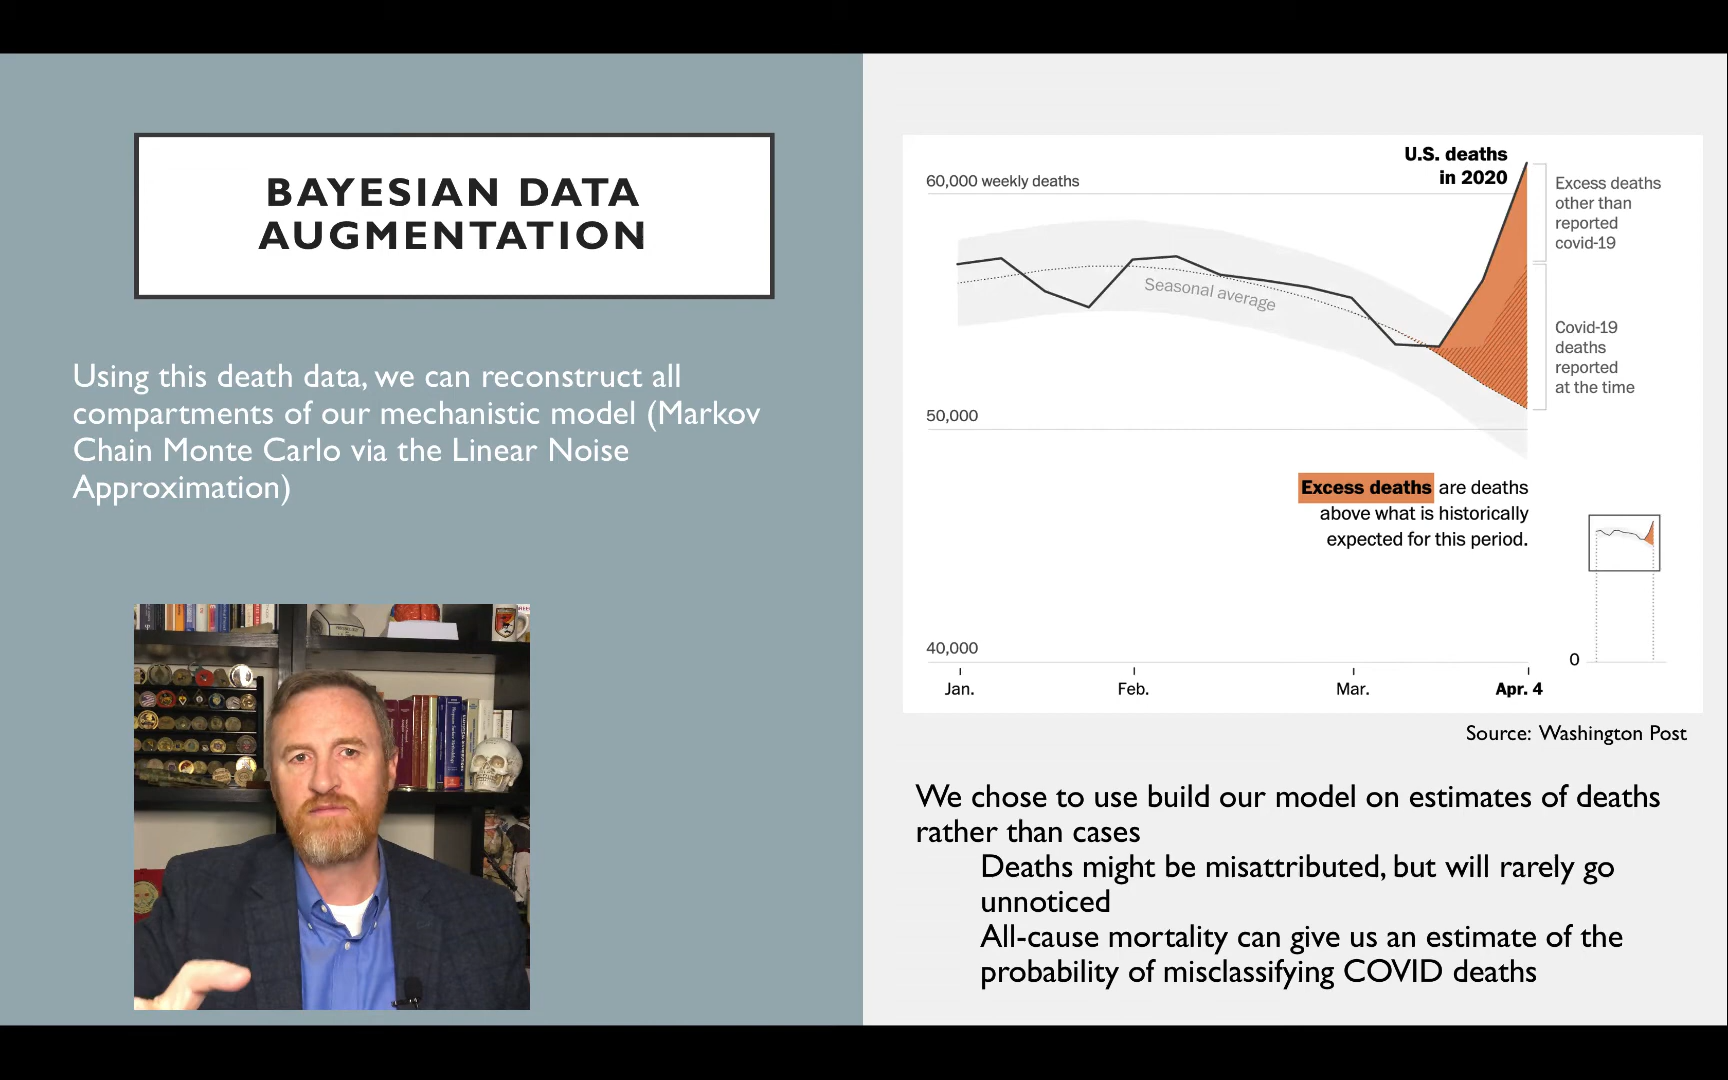 BAYESIAN DATA
AUGMENTATION
Using this death data, we can reconstruct all
compartments of our mechanistic model (Markov
Chain Monte Carlo via the Linear Noise
Approximation)
U.S. deaths
in 2020
60,000 weekly deaths
Excess deaths
other than
reported
covid-19
Seasonal average
Covid-19
deaths
reported
at the time
50,000
Excess deaths are deaths
above what is historically
expected for this period.
40,000
0
Jan.
Feb.
Mar.
Apr. 4
Source: Washington Post
We chose to use build our model on estimates of deaths
rather than cases
Deaths might be misattributed, but will rarely go
unnoticed
All-cause mortality can give us an estimate of the
probability of misclassifying COVID deaths